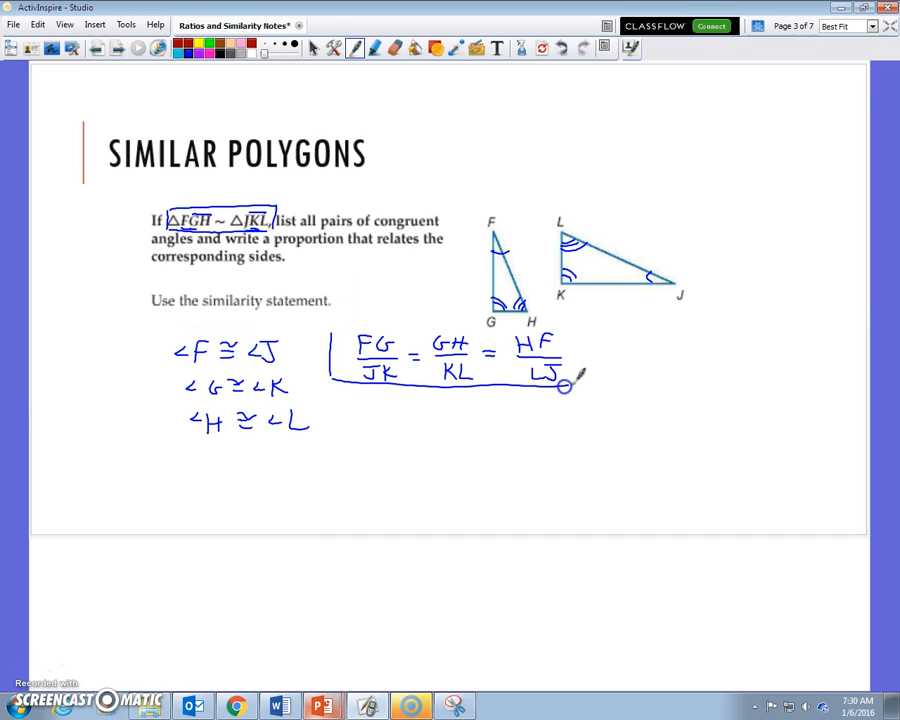 ActivInspire - Studio
File Edit View Insert Tools Help
Ratios and Similarity Notes*
CLASSFLOW Connect
Page 3 of 7
Best Fit
SIMILAR POLYGONS
If △FGH ~ △JKL, list all pairs of congruent
angles and write a proportion that relates the
corresponding sides.
Use the similarity statement.
F
G
H
L
K
J
∠F ≅ ∠J
∠G ≅ ∠K
∠H ≅ ∠L
FG/JK = GH/KL = HF/LJ
Recorded with
SCREENCAST MATIC
7:30 AM
1/6/2016